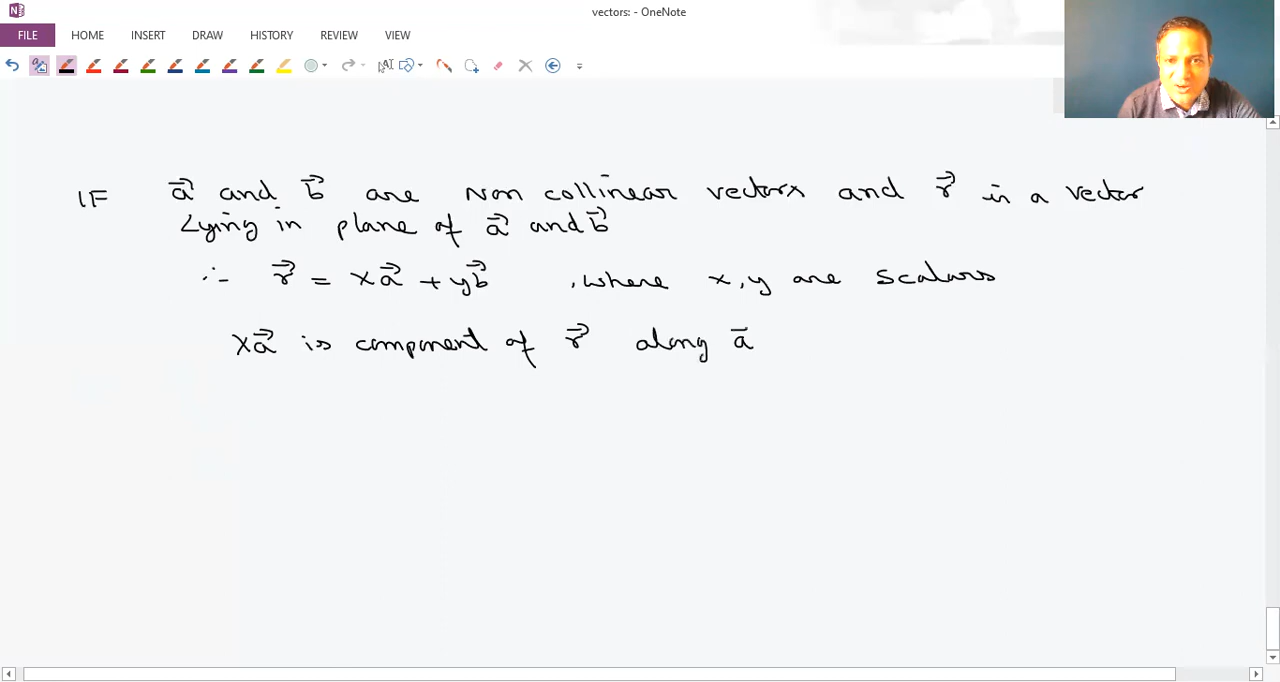 vectors: - OneNote
FILE HOME INSERT DRAW HISTORY REVIEW VIEW
IF a⃗ and b⃗ are Non collinear vectors and r⃗ is a vector
Lying in plane of a⃗ and b⃗
∴ r⃗ = xa⃗ + yb⃗ , where x, y are scalars
xa⃗ is component of r⃗ along a⃗